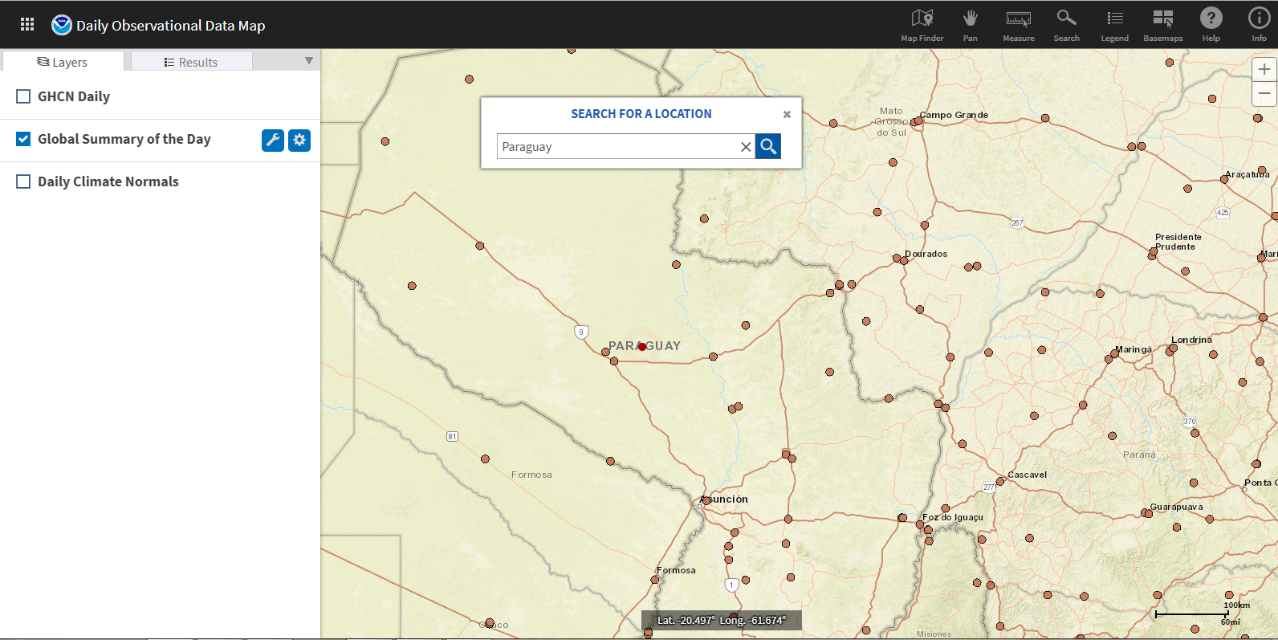 Daily Observational Data Map
Map Finder
Pan
Measure
Search
Legend
Basemaps
Help
Info
Layers
Results
GHCN Daily
Global Summary of the Day
Daily Climate Normals
SEARCH FOR A LOCATION
Paraguay
Mato
Grosso
do Sul
Campo Grande
Araçatuba
425
267
Presidente
Prudente
Mari
Dourados
9
PARAGUAY
Maringá
Londrina
376
81
Formosa
Paraná
Cascavel
277
Ponta G
Asunción
Guarapuava
Foz do Iguaçu
Formosa
1
100km
60mi
Lat. -20.497° Long. -61.674°
Chaco
Misiones